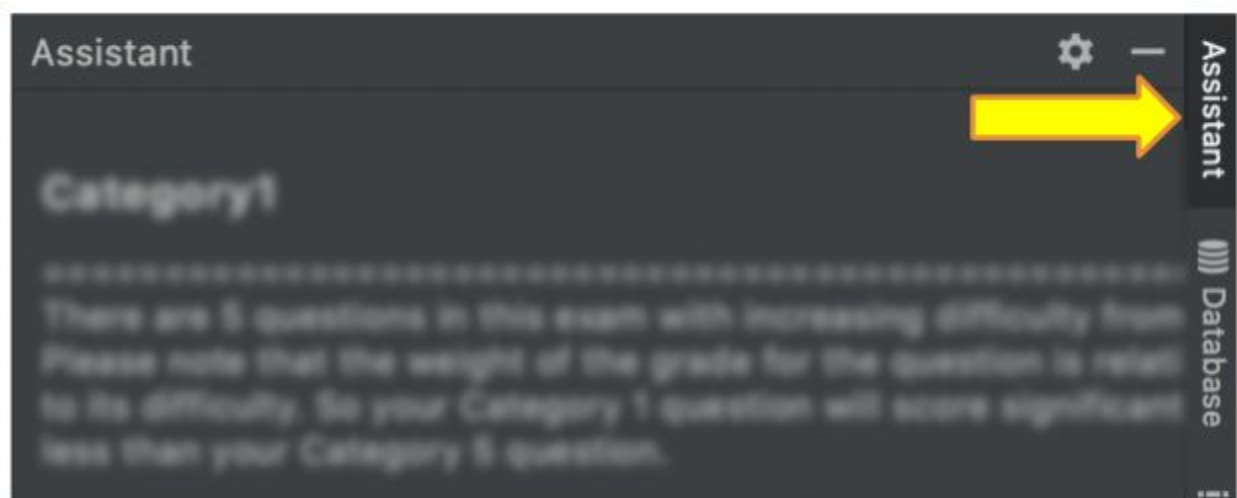 Assistant
Assistant
Database
Category1
There are 5 questions in this exam with increasing difficulty from
Please note that the weight of the grade for the question is relati
to its difficulty. So your Category 1 question will score significant
less than your Category 5 question.